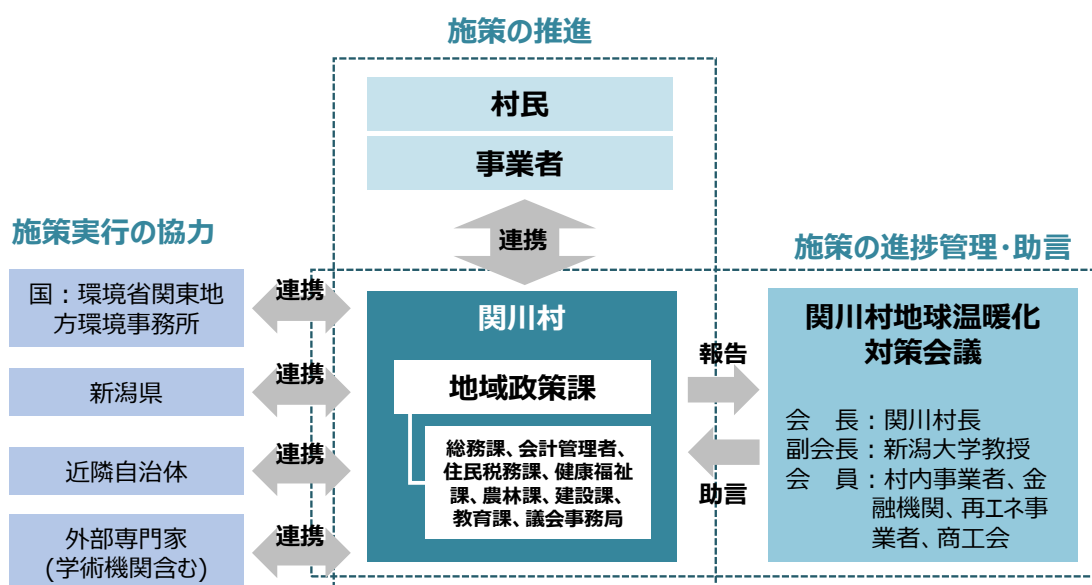 施策の推進
村民
事業者
連携
施策実行の協力
国：環境省関東地
方環境事務所
連携
新潟県
連携
近隣自治体
連携
外部専門家
(学術機関含む)
連携
関川村
地域政策課
総務課、会計管理者、
住民税務課、健康福祉
課、農林課、建設課、
教育課、議会事務局
報告
助言
施策の進捗管理・助言
関川村地球温暖化
対策会議
会　長：関川村長
副会長：新潟大学教授
会　員：村内事業者、金
融機関、再エネ事
業者、商工会